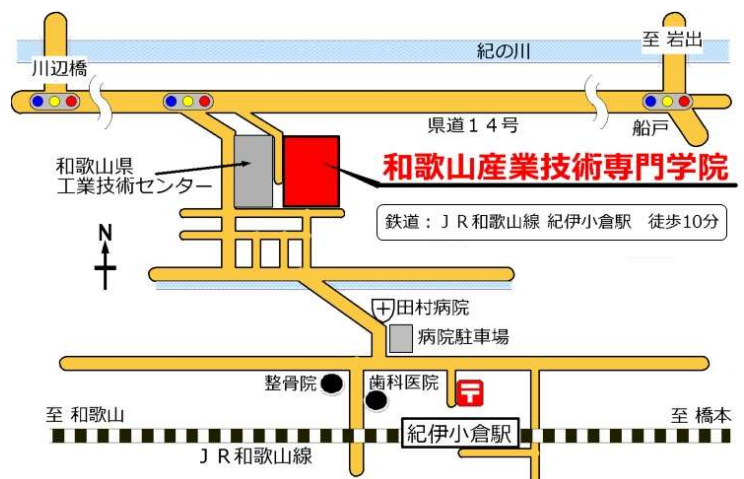 至 岩出
紀の川
川辺橋
県道14号
船戸
和歌山県
工業技術センター
和歌山産業技術専門学院
鉄道：ＪＲ和歌山線 紀伊小倉駅　徒歩10分
N
田村病院
病院駐車場
整骨院
歯科医院
〒
至 和歌山
至 橋本
紀伊小倉駅
ＪＲ和歌山線